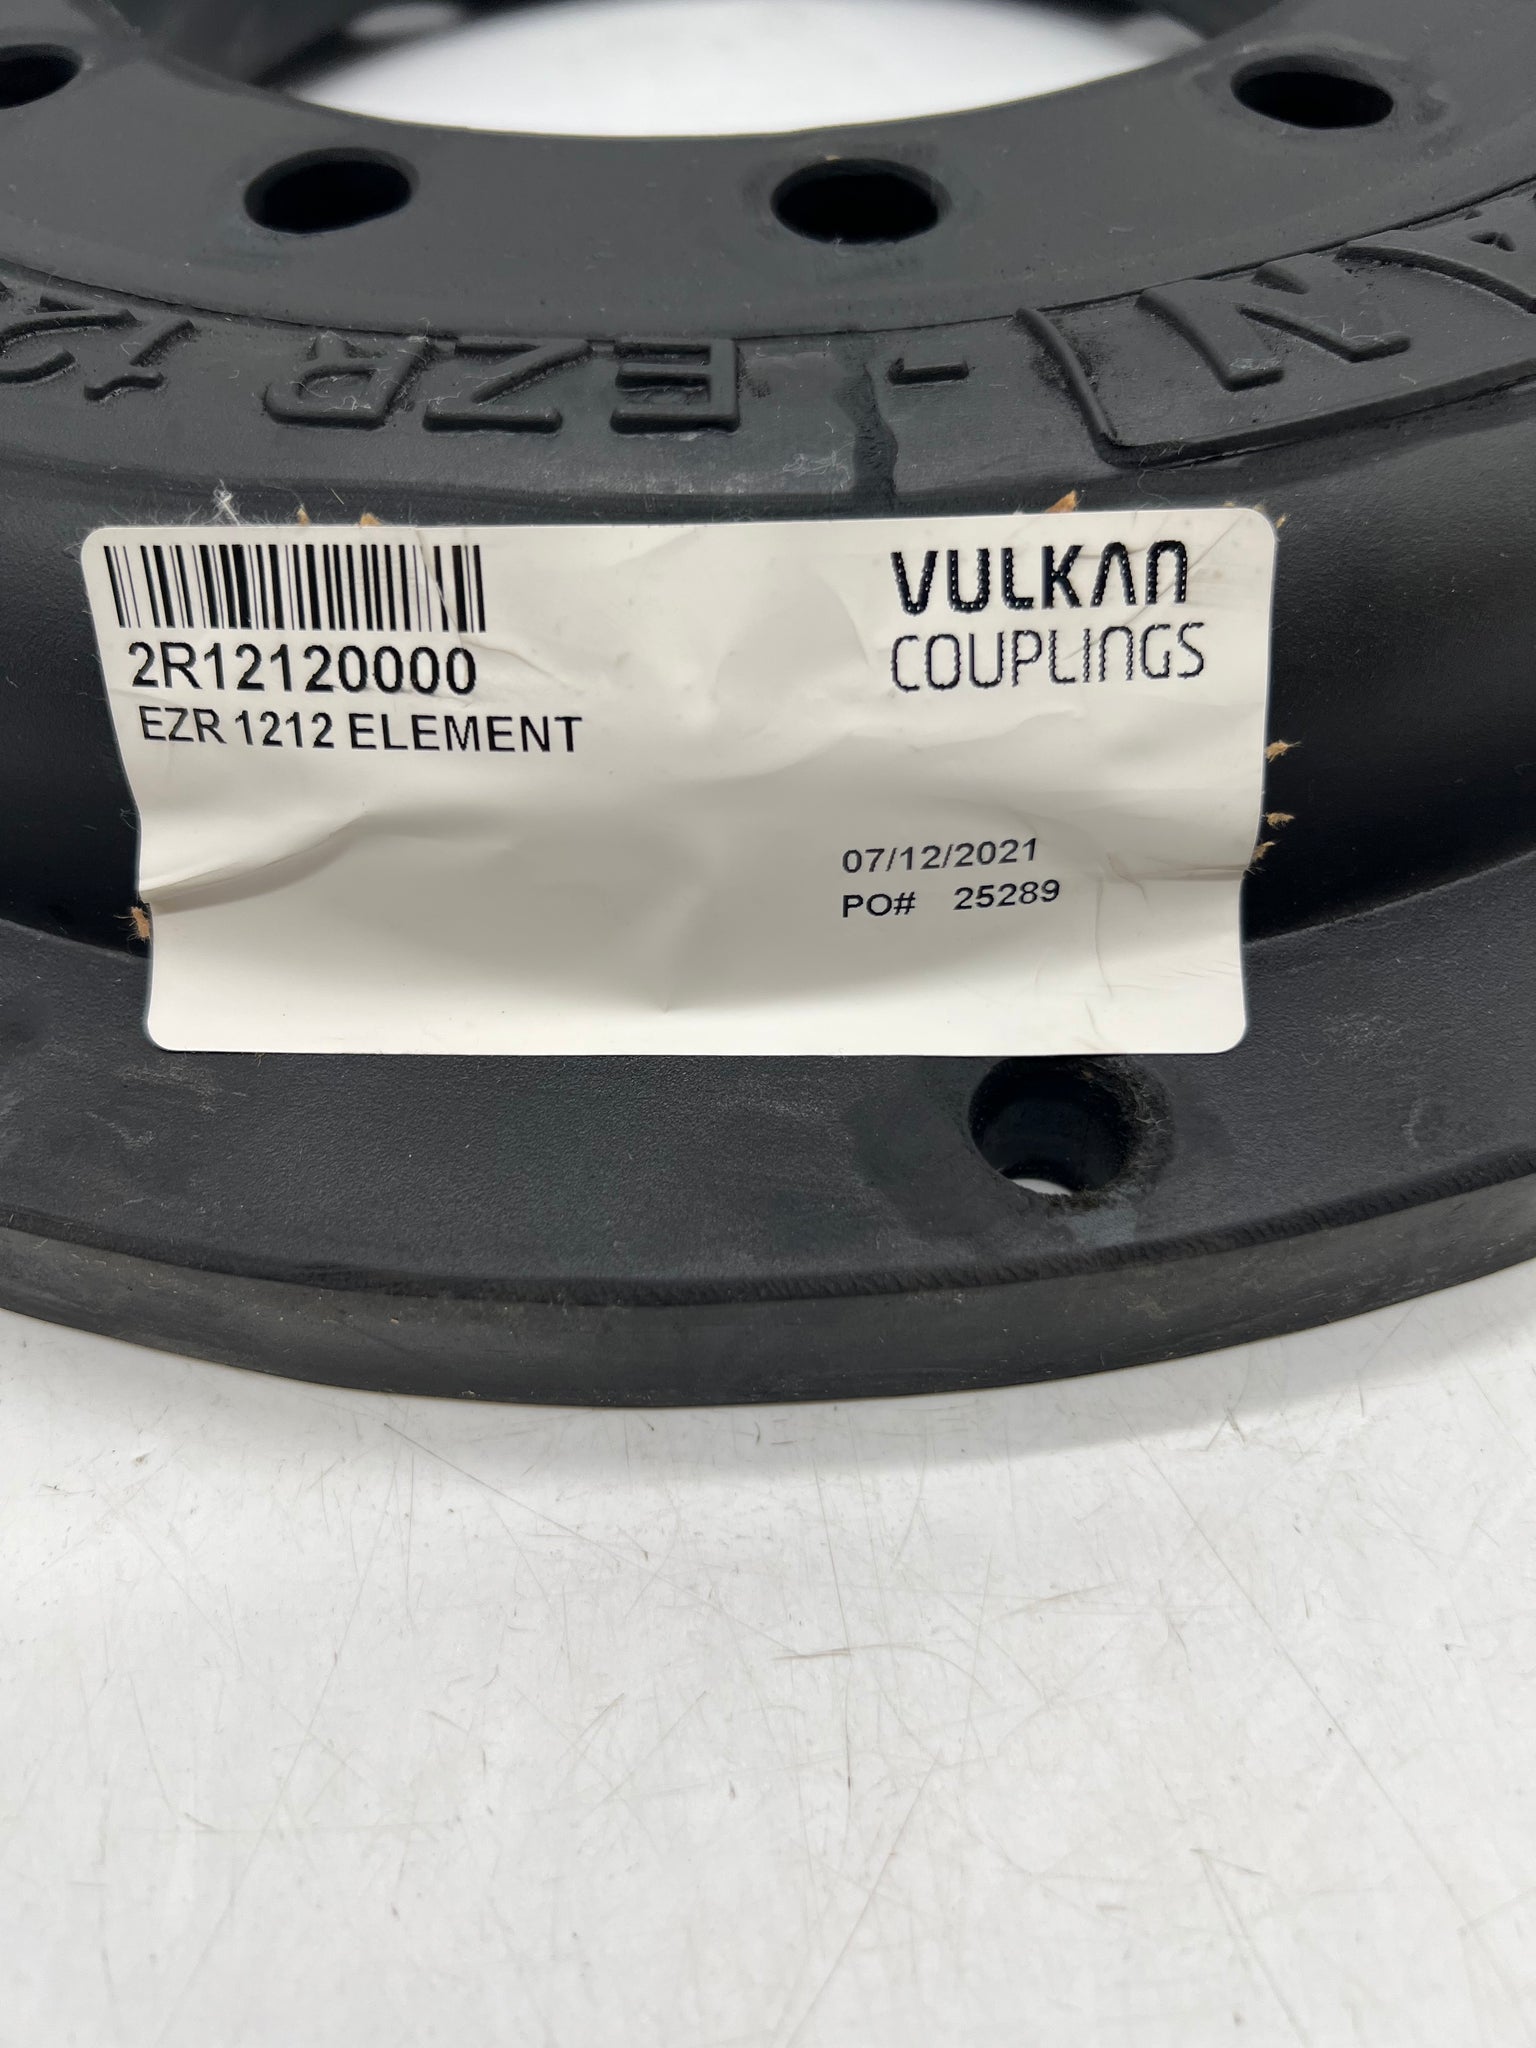 EZR
2R12120000
EZR 1212 ELEMENT
VULKAN
COUPLINGS
07/12/2021
PO# 25289